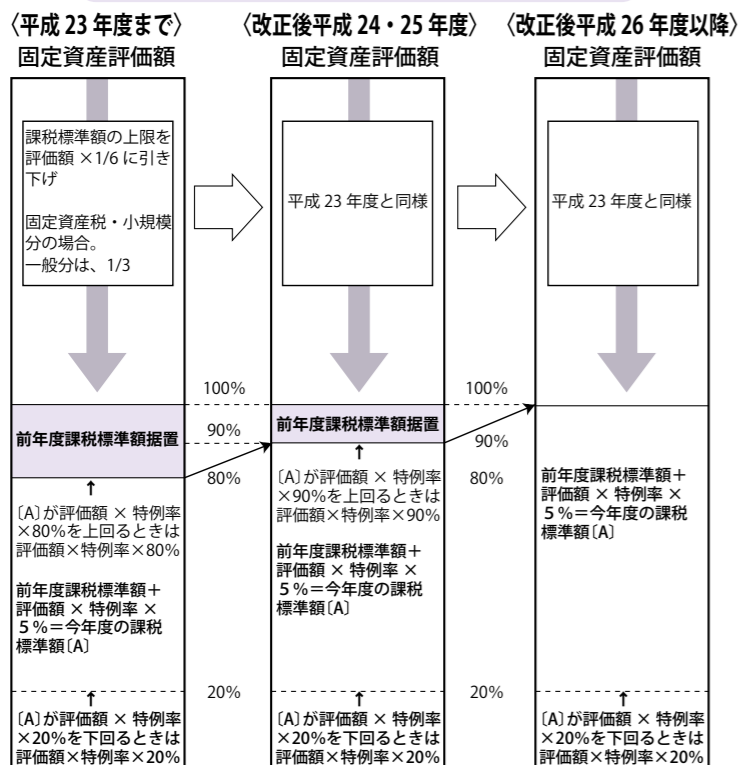 〈平成 23 年度まで〉
固定資産評価額
課税標準額の上限を
評価額 ×1/6 に引き
下げ
固定資産税・小規模
分の場合。
一般分は、1/3
前年度課税標準額据置
↑
〔A〕が評価額 × 特例率
×80%を上回るときは
評価額×特例率×80%
前年度課税標準額＋
評価額 × 特例率 ×
５%＝今年度の課税
標準額〔A〕
↑
〔A〕が評価額 × 特例率
×20%を下回るときは
評価額×特例率×20%
100%
90%
80%
20%
〈改正後平成 24・25 年度〉
固定資産評価額
平成 23 年度と同様
前年度課税標準額据置
↑
〔A〕が評価額 × 特例率
×90%を上回るときは
評価額×特例率×90%
前年度課税標準額＋
評価額 × 特例率 ×
５%＝今年度の課税
標準額〔A〕
↑
〔A〕が評価額 × 特例率
×20%を下回るときは
評価額×特例率×20%
100%
90%
80%
20%
〈改正後平成 26 年度以降〉
固定資産評価額
平成 23 年度と同様
前年度課税標準額＋
評価額 × 特例率 ×
５%＝今年度の課税
標準額〔A〕
↑
〔A〕が評価額 × 特例率
×20%を下回るときは
評価額×特例率×20%